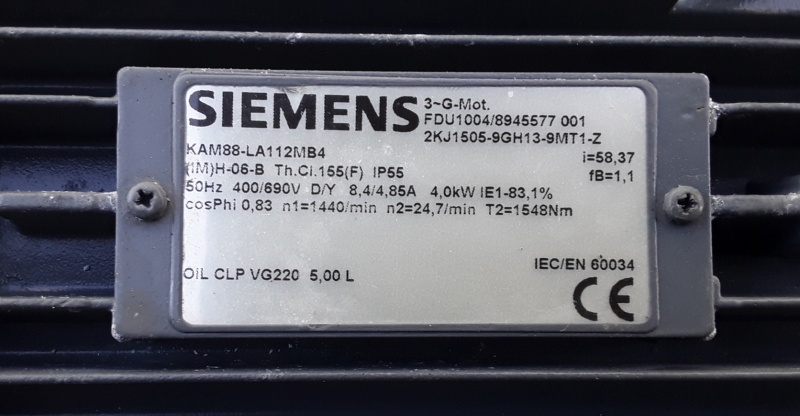 SIEMENS
3~G-Mot.
FDU1004/8945577 001
2KJ1505-9GH13-9MT1-Z
KAM88-LA112MB4
i=58,37
(IM)H-06-B Th.Cl.155(F) IP55
fB=1,1
50Hz 400/690V D/Y 8,4/4,85A 4,0kW IE1-83,1%
cosPhi 0,83 n1=1440/min n2=24,7/min T2=1548Nm
IEC/EN 60034
OIL CLP VG220 5,00 L
CE